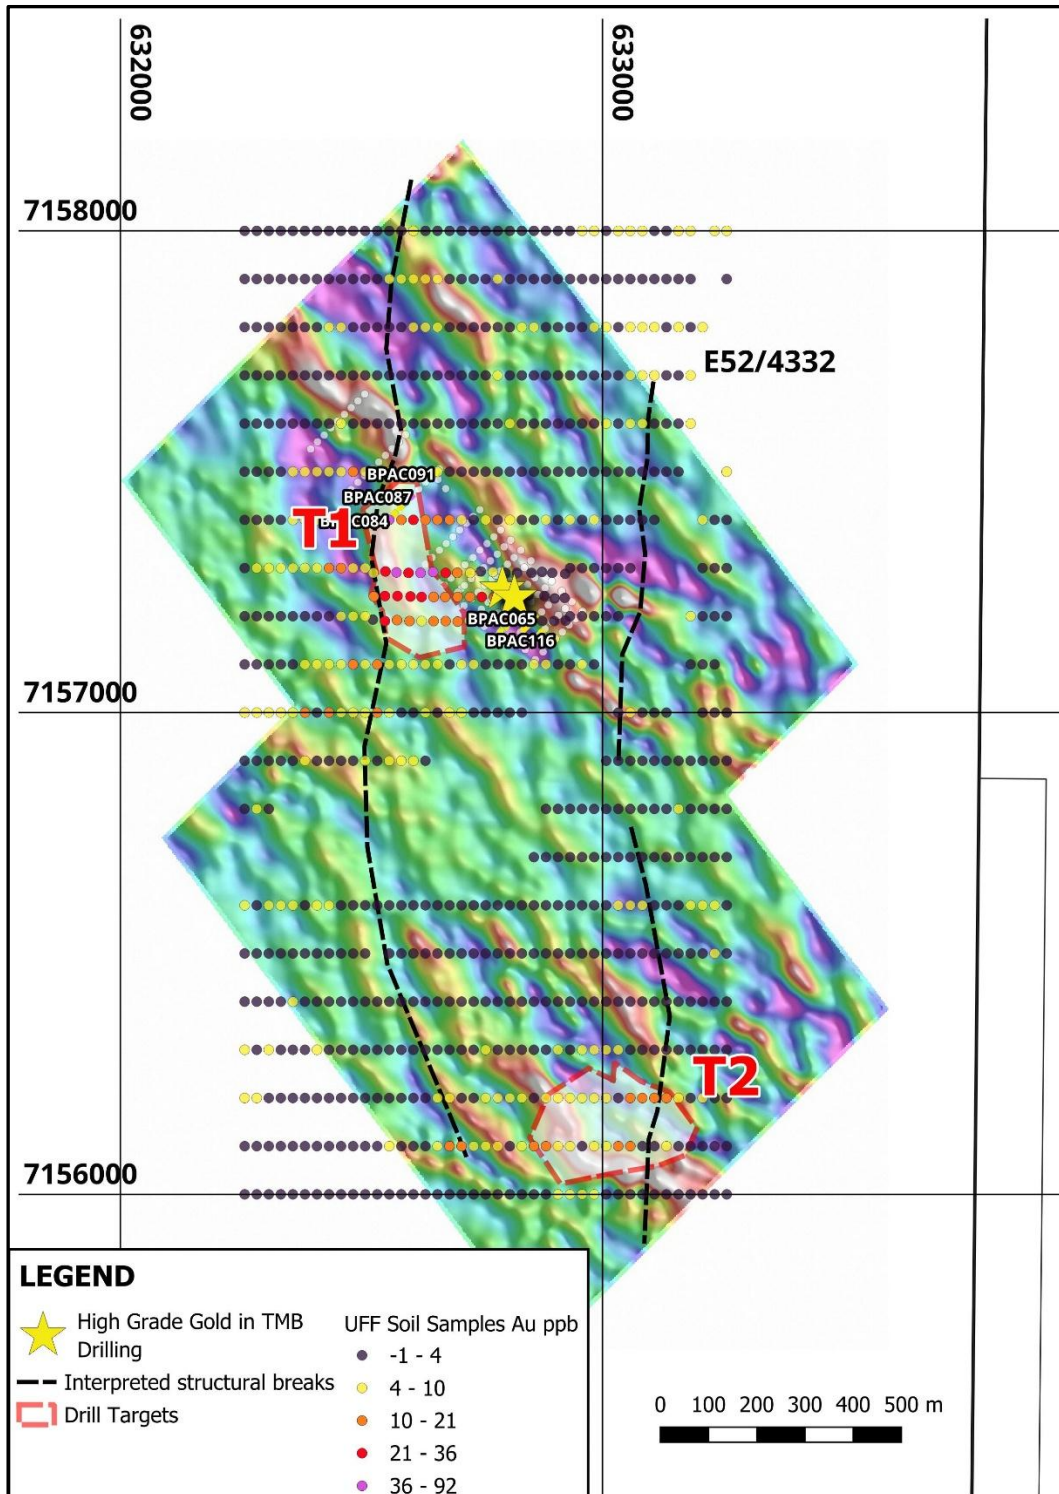 632000
633000
7158000
E52/4332
BPAC091
BPAC087
BPAC084
T1
BPAC065
BPAC116
7157000
T2
7156000
LEGEND
High Grade Gold in TMB
Drilling
Interpreted structural breaks
Drill Targets
UFF Soil Samples Au ppb
-1 - 4
4 - 10
10 - 21
21 - 36
36 - 92
0 100 200 300 400 500 m